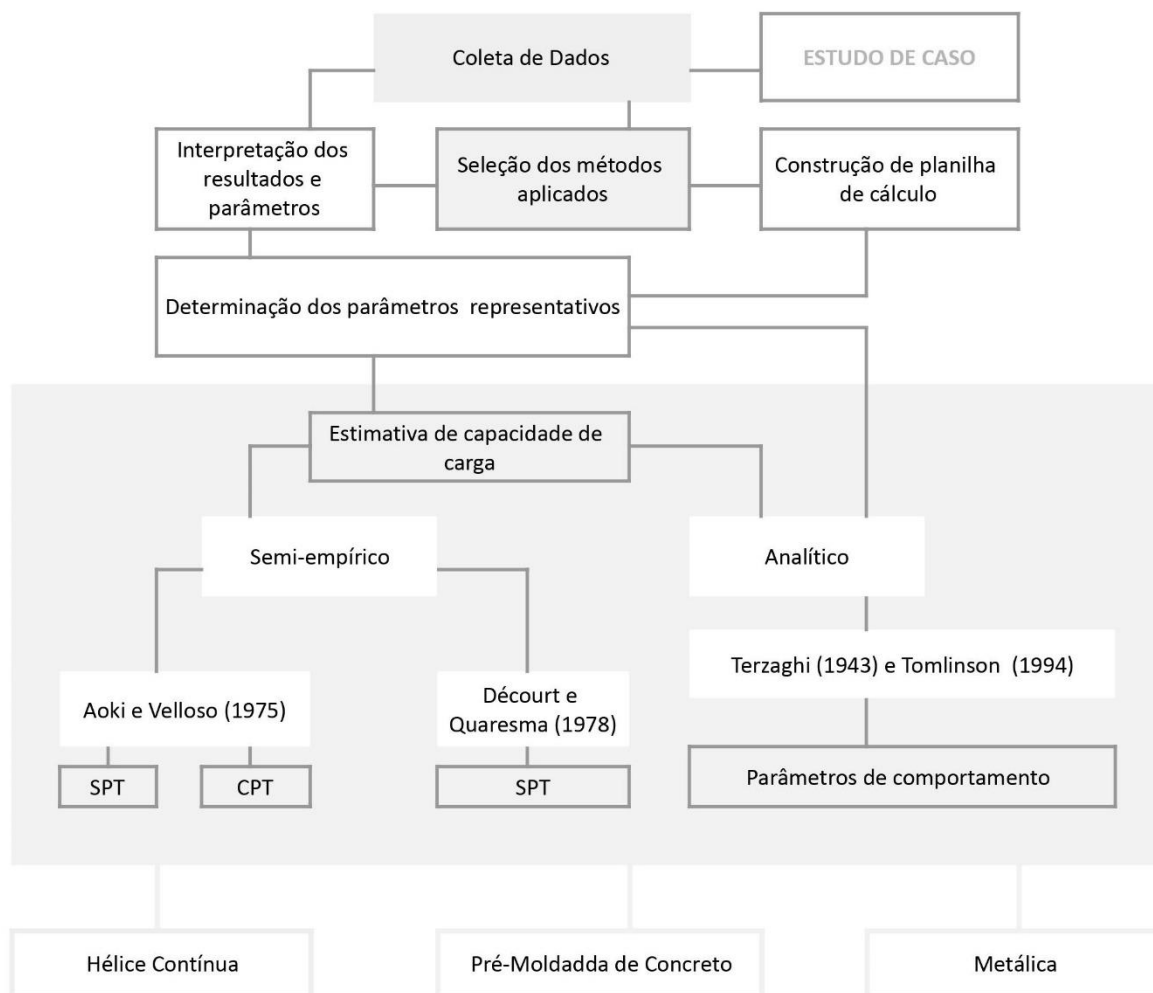 Coleta de Dados
ESTUDO DE CASO
Interpretação dos
resultados e
parâmetros
Seleção dos métodos
aplicados
Construção de planilha
de cálculo
Determinação dos parâmetros representativos
Estimativa de capacidade de
carga
Semi-empírico
Analítico
Aoki e Velloso (1975)
Décourt e
Quaresma (1978)
Terzaghi (1943) e Tomlinson (1994)
SPT
CPT
SPT
Parâmetros de comportamento
Hélice Contínua
Pré-Moldadda de Concreto
Metálica